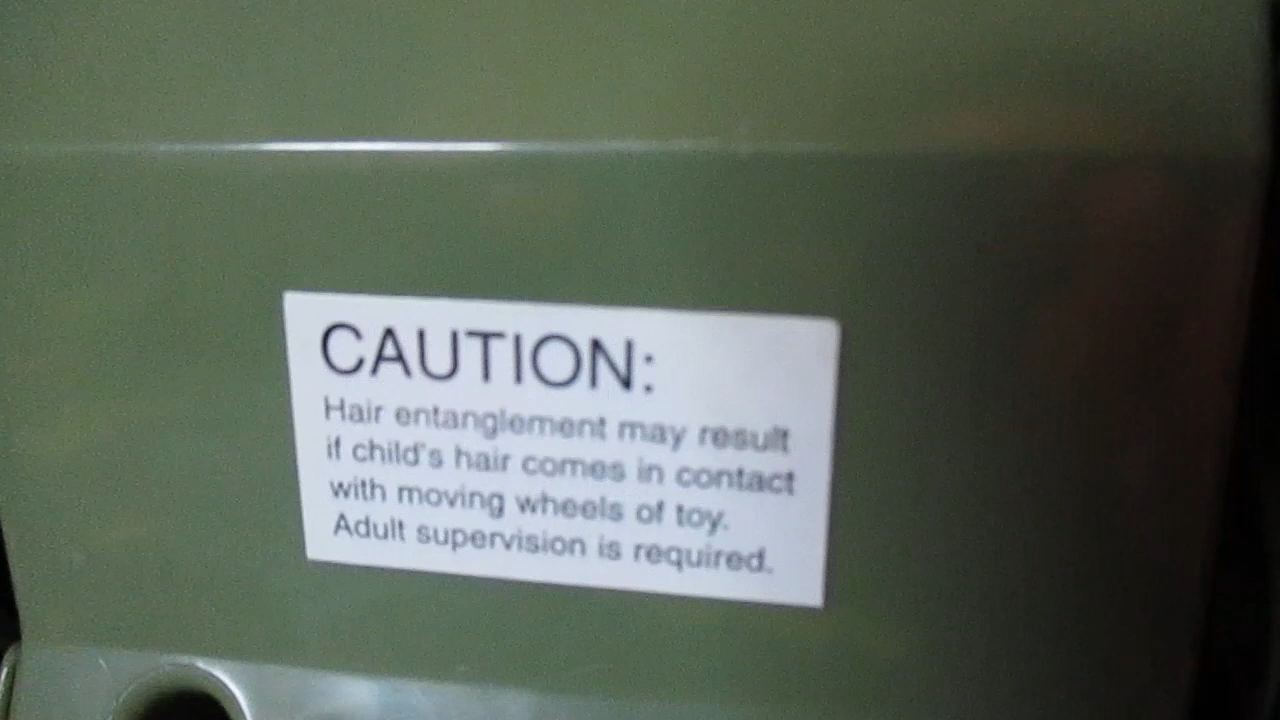 CAUTION:
Hair entanglement may result
if child's hair comes in contact
with moving wheels of toy.
Adult supervision is required.